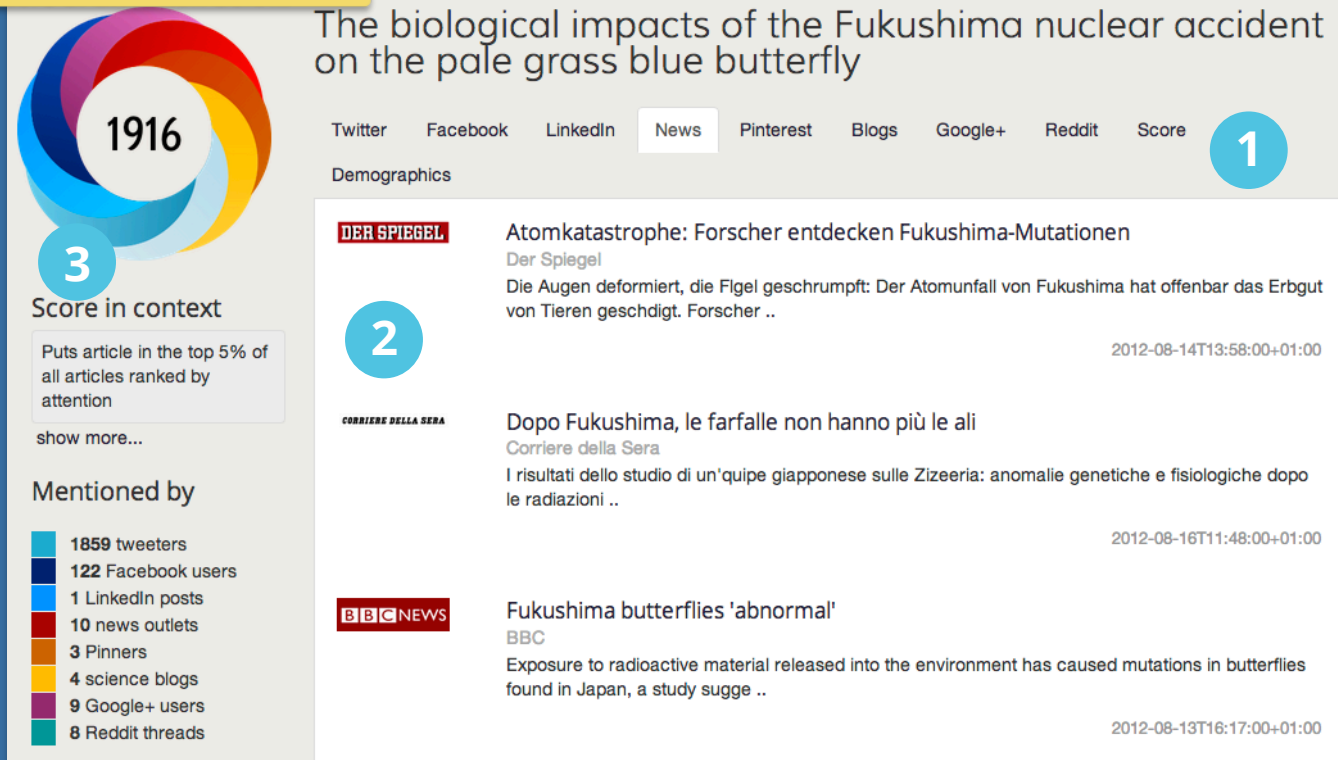 The biological impacts of the Fukushima nuclear accident
on the pale grass blue butterfly
1916
Twitter Facebook LinkedIn News Pinterest Blogs Google+ Reddit Score
Demographics
1
3
Score in context
Puts article in the top 5% of
all articles ranked by
attention
show more...
Mentioned by
1859 tweeters
122 Facebook users
1 LinkedIn posts
10 news outlets
3 Pinners
4 science blogs
9 Google+ users
8 Reddit threads
DER SPIEGEL
Atomkatastrophe: Forscher entdecken Fukushima-Mutationen
Der Spiegel
Die Augen deformiert, die Flgel geschrumpft: Der Atomunfall von Fukushima hat offenbar das Erbgut
von Tieren geschdigt. Forscher ..
2
2012-08-14T13:58:00+01:00
CORRIERE DELLA SERA
Dopo Fukushima, le farfalle non hanno più le ali
Corriere della Sera
I risultati dello studio di un'quipe giapponese sulle Zizeeria: anomalie genetiche e fisiologiche dopo
le radiazioni ..
2012-08-16T11:48:00+01:00
BBC NEWS
Fukushima butterflies 'abnormal'
BBC
Exposure to radioactive material released into the environment has caused mutations in butterflies
found in Japan, a study sugge ..
2012-08-13T16:17:00+01:00